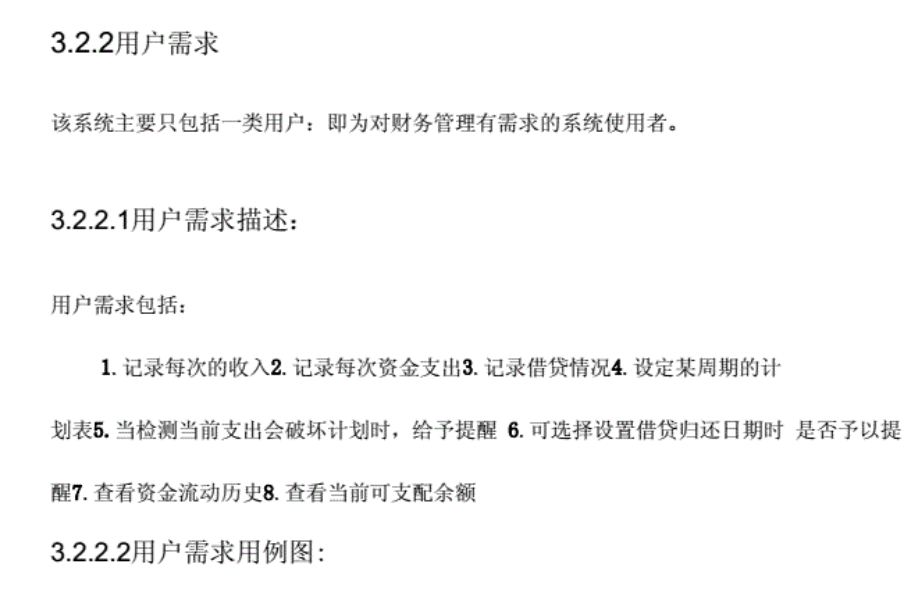 3.2.2用户需求
该系统主要只包括一类用户：即为对财务管理有需求的系统使用者。
3.2.2.1用户需求描述：
用户需求包括：
1. 记录每次的收入2. 记录每次资金支出3. 记录借贷情况4. 设定某周期的计
划表5. 当检测当前支出会破坏计划时，给予提醒 6. 可选择设置借贷归还日期时 是否予以提
醒7. 查看资金流动历史8. 查看当前可支配余额
3.2.2.2用户需求用例图: